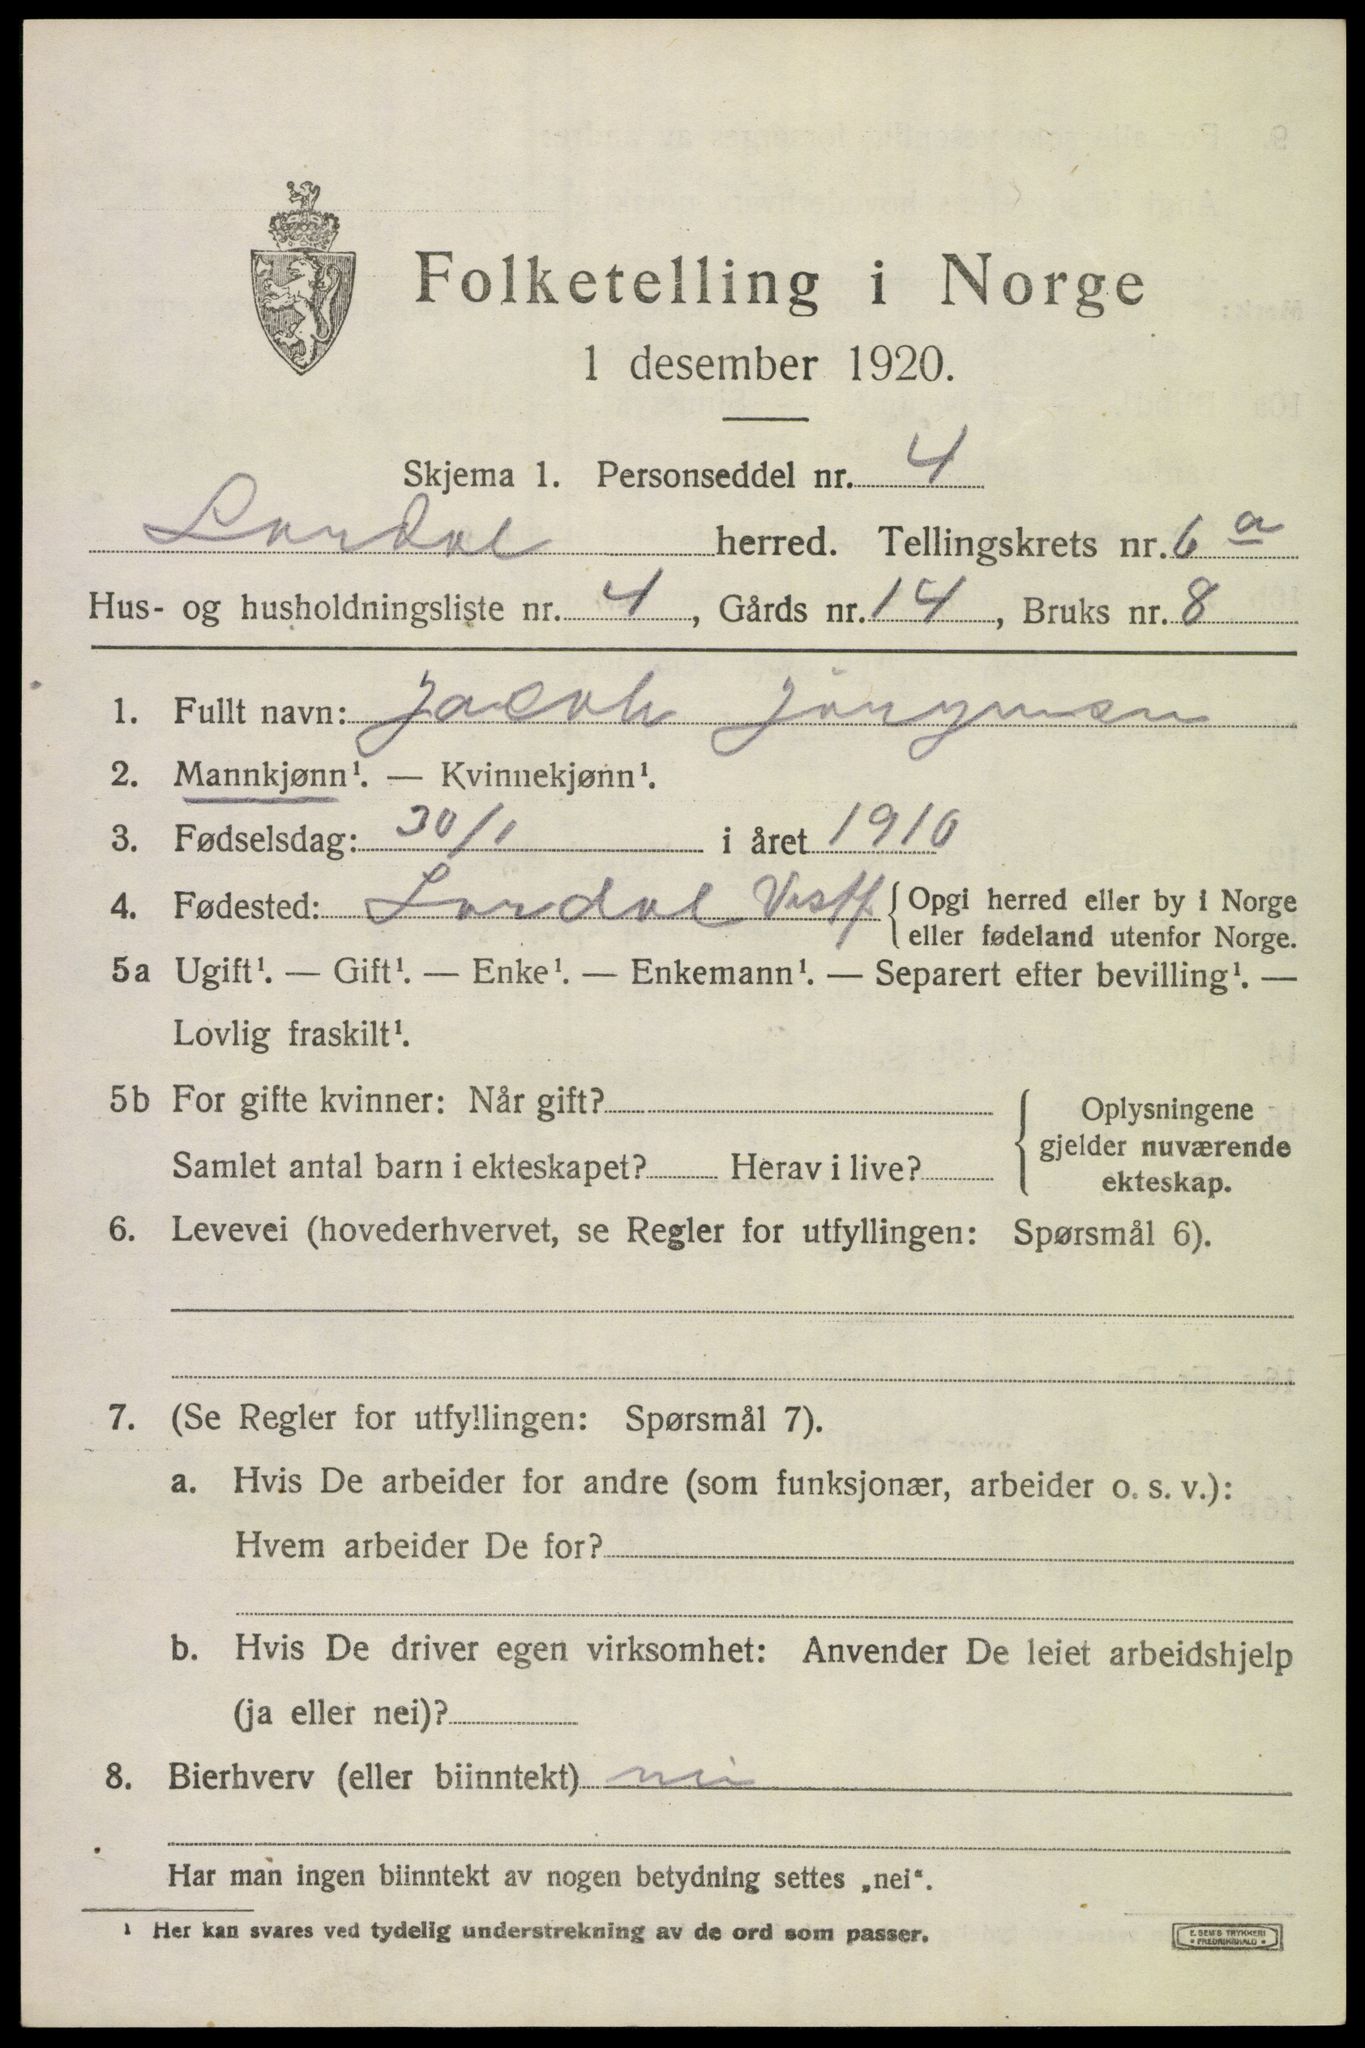 Folketelling i Norge
1 desember 1920.
Skjema 1. Personseddel nr. 4
Lardal herred. Tellingskrets nr. 6 a
Hus- og husholdningsliste nr. 4, Gårds nr. 14, Bruks nr. 8
1. Fullt navn: Jacob Jörgensen
2. Mannkjønn¹. — Kvinnekjønn¹.
3. Fødselsdag: 30/1 i året 1910
4. Fødested: Lardal Vestf. {Opgi herred eller by i Norge
eller fødeland utenfor Norge.
5a Ugift¹. — Gift¹. — Enke¹. — Enkemann¹. — Separert efter bevilling¹. —
Lovlig fraskilt¹.
5b For gifte kvinner: Når gift?
Samlet antal barn i ekteskapet? Herav i live?
{Oplysningene
gjelder nuværende
ekteskap.
6. Levevei (hovederhvervet, se Regler for utfyllingen: Spørsmål 6).
7. (Se Regler for utfyllingen: Spørsmål 7).
a. Hvis De arbeider for andre (som funksjonær, arbeider o. s. v.):
Hvem arbeider De for?
b. Hvis De driver egen virksomhet: Anvender De leiet arbeidshjelp
(ja eller nei)?
8. Bierhverv (eller biinntekt) nei
Har man ingen biinntekt av nogen betydning settes „nei“.
¹ Her kan svares ved tydelig understrekning av de ord som passer.
E. SEM'S TRYKKERI
• FREDRIKSHALD •